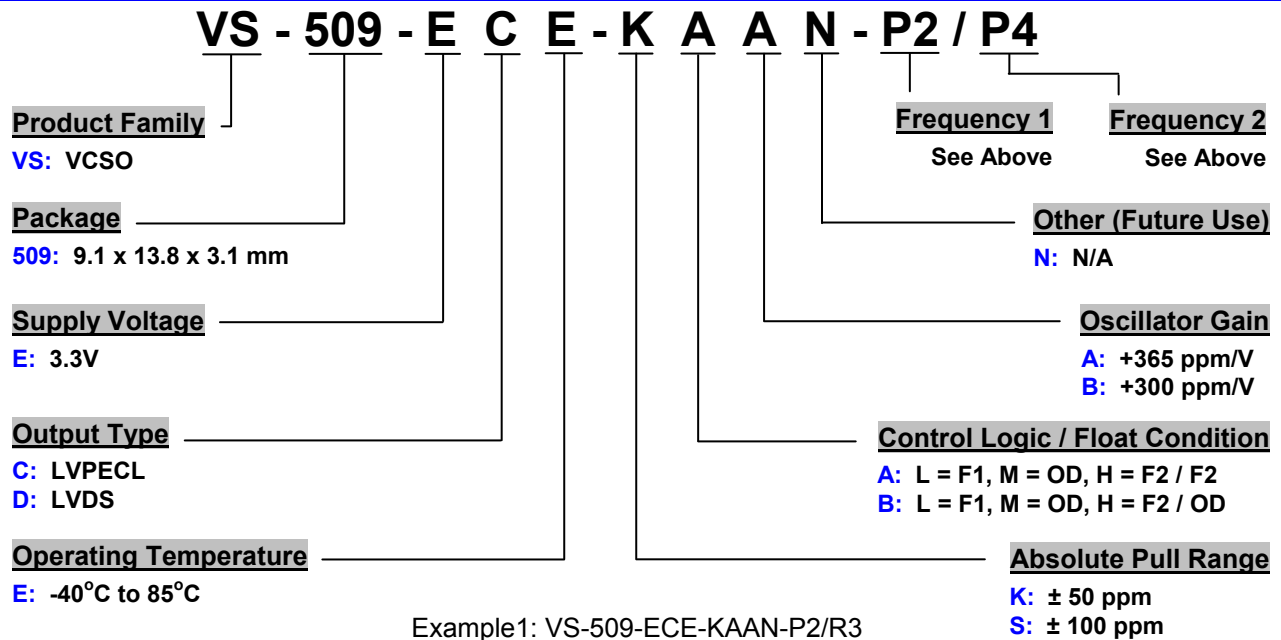 VS - 509 - E C E - K A A N - P2 / P4
Product Family
VS: VCSO
Package
509: 9.1 x 13.8 x 3.1 mm
Supply Voltage
E: 3.3V
Output Type
C: LVPECL
D: LVDS
Operating Temperature
E: -40°C to 85°C
Frequency 1
See Above
Frequency 2
See Above
Other (Future Use)
N: N/A
Oscillator Gain
A: +365 ppm/V
B: +300 ppm/V
Control Logic / Float Condition
A: L = F1, M = OD, H = F2 / F2
B: L = F1, M = OD, H = F2 / OD
Absolute Pull Range
K: ± 50 ppm
S: ± 100 ppm
Example1: VS-509-ECE-KAAN-P2/R3